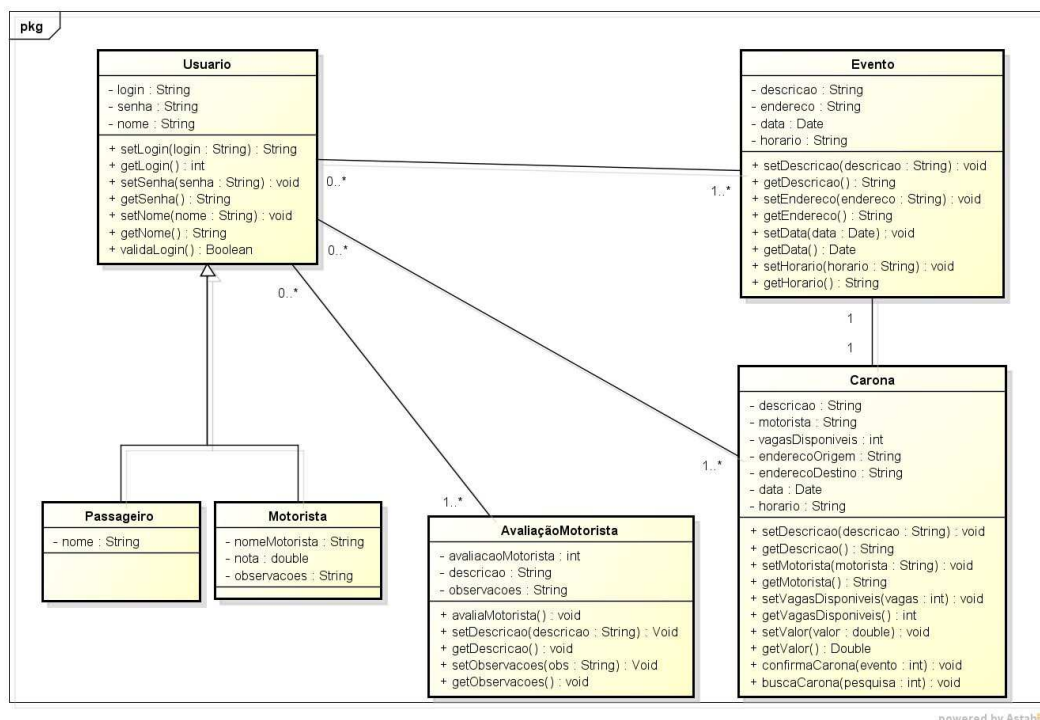 pkg
Usuario
- login : String
- senha : String
- nome : String
+ setLogin(login : String) : String
+ getLogin() : int
+ setSenha(senha : String) : void
+ getSenha() : String
+ setNome(nome : String) : void
+ getNome() : String
+ validaLogin() : Boolean
Evento
- descricao : String
- endereco : String
- data : Date
- horario : String
+ setDescricao(descricao : String) : void
+ getDescricao() : String
+ setEndereco(endereco : String) : void
+ getEndereco() : String
+ setData(data : Date) : void
+ getData() : Date
+ setHorario(horario : String) : void
+ getHorario() : String
0..*
1..*
0..*
0..*
1
1
1..*
1..*
Passageiro
- nome : String
Motorista
- nomeMotorista : String
- nota : double
- observacoes : String
AvaliaçãoMotorista
- avaliacaoMotorista : int
- descricao : String
- observacoes : String
+ avaliaMotorista() : void
+ setDescricao(descricao : String) : Void
+ getDescricao() : void
+ setObservacoes(obs : String) : Void
+ getObservacoes() : void
Carona
- descricao : String
- motorista : String
- vagasDisponiveis : int
- enderecoOrigem : String
- enderecoDestino : String
- data : Date
- horario : String
+ setDescricao(descricao : String) : void
+ getDescricao() : String
+ setMotorista(motorista : String) : void
+ getMotorista() : String
+ setVagasDisponiveis(vagas : int) : void
+ getVagasDisponiveis() : int
+ setValor(valor : double) : void
+ getValor() : Double
+ confirmaCarona(evento : int) : void
+ buscaCarona(pesquisa : int) : void
powered by Astah